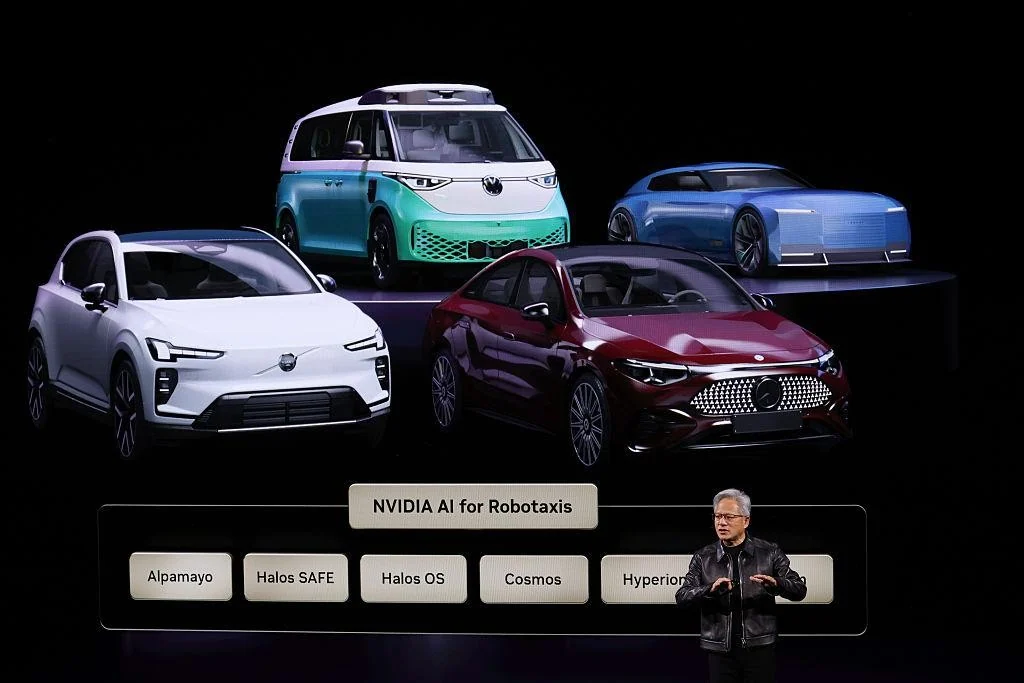 NVIDIA AI for Robotaxis
Alpamayo
Halos SAFE
Halos OS
Cosmos
Hyperion